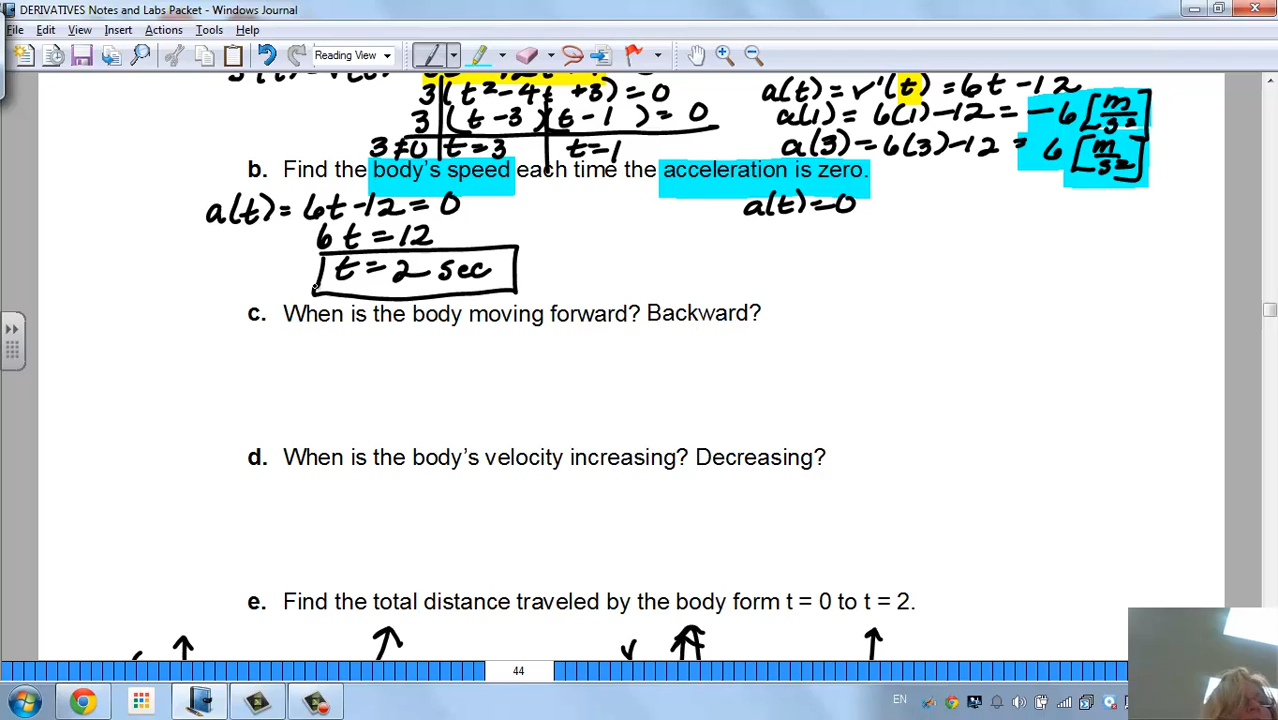 DERIVATIVES Notes and Labs Packet - Windows Journal
File Edit View Insert Actions Tools Help
Reading View
3(t²-4t+3)=0
a(t)=v'(t)=6t-12
3(t-3)(t-1)=0
a(1)=6(1)-12=-6[m/s²]
3≠0 t=3 t=1
a(3)=6(3)-12=6[m/s²]
b. Find the body's speed each time the acceleration is zero.
a(t)=6t-12=0
a(t)=0
6t=12
t=2 sec
c. When is the body moving forward? Backward?
d. When is the body's velocity increasing? Decreasing?
e. Find the total distance traveled by the body form t = 0 to t = 2.
44
EN